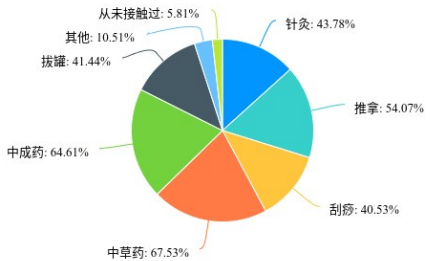 从未接触过: 5.81%
其他: 10.51%
拔罐: 41.44%
中成药: 64.61%
中草药: 67.53%
刮痧: 40.53%
推拿: 54.07%
针灸: 43.78%